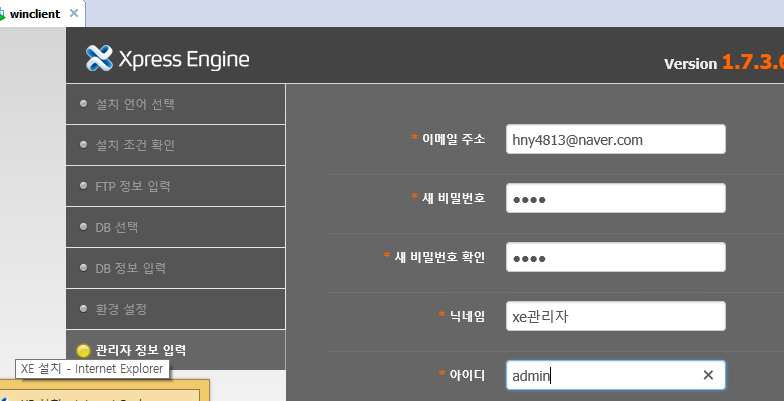 winclient
Xpress Engine
Version 1.7.3.
설치 언어 선택
설치 조건 확인
FTP 정보 입력
DB 선택
DB 정보 입력
환경 설정
관리자 정보 입력
* 이메일 주소 hny4813@naver.com
* 새 비밀번호 ●●●●
* 새 비밀번호 확인 ●●●●
* 닉네임 xe관리자
* 아이디 admin
XE 설치 - Internet Explorer